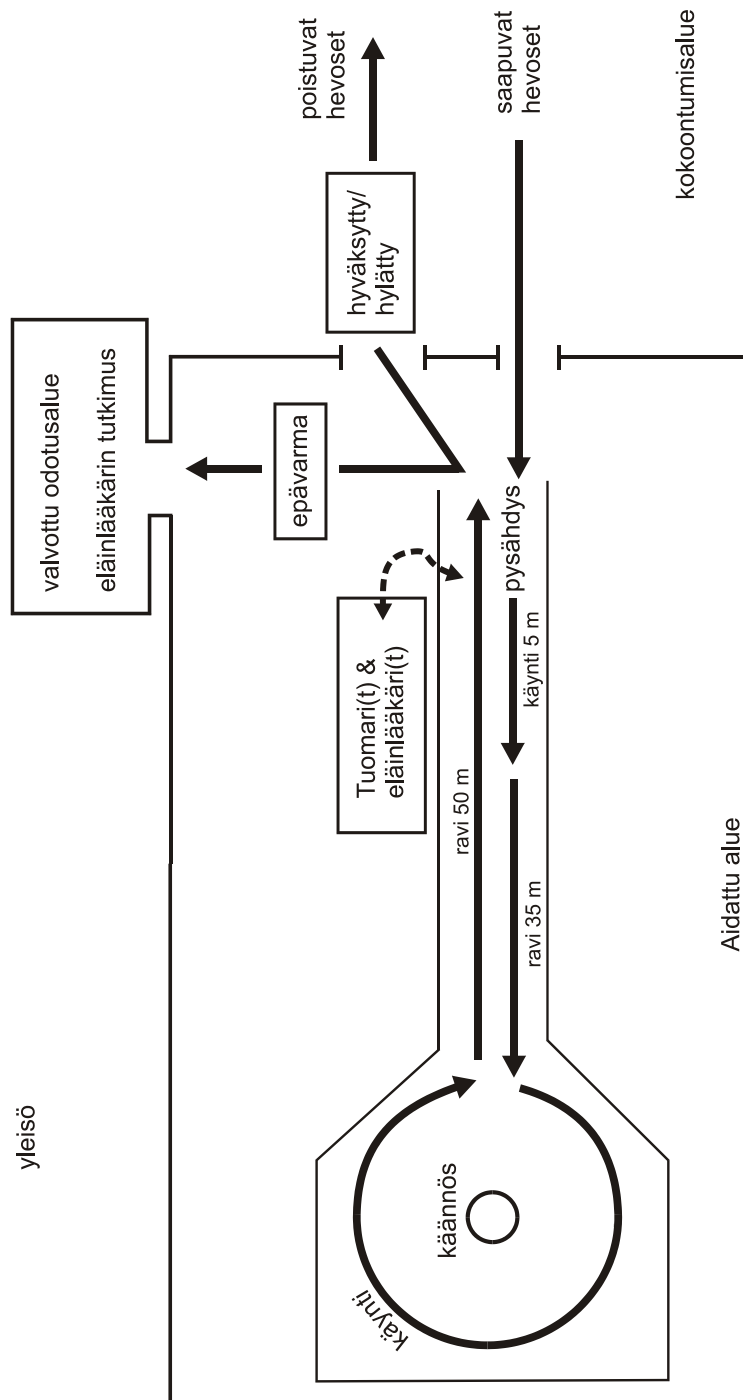 yleisö
valvottu odotusalue
eläinlääkärin tutkimus
epävarma
hyväksytty/
hylätty
poistuvat
hevoset
saapuvat
hevoset
kokoontumisalue
Tuomari(t) &
eläinlääkäri(t)
pysähdys
käynti 5 m
ravi 50 m
ravi 35 m
käännös
käynti
Aidattu alue